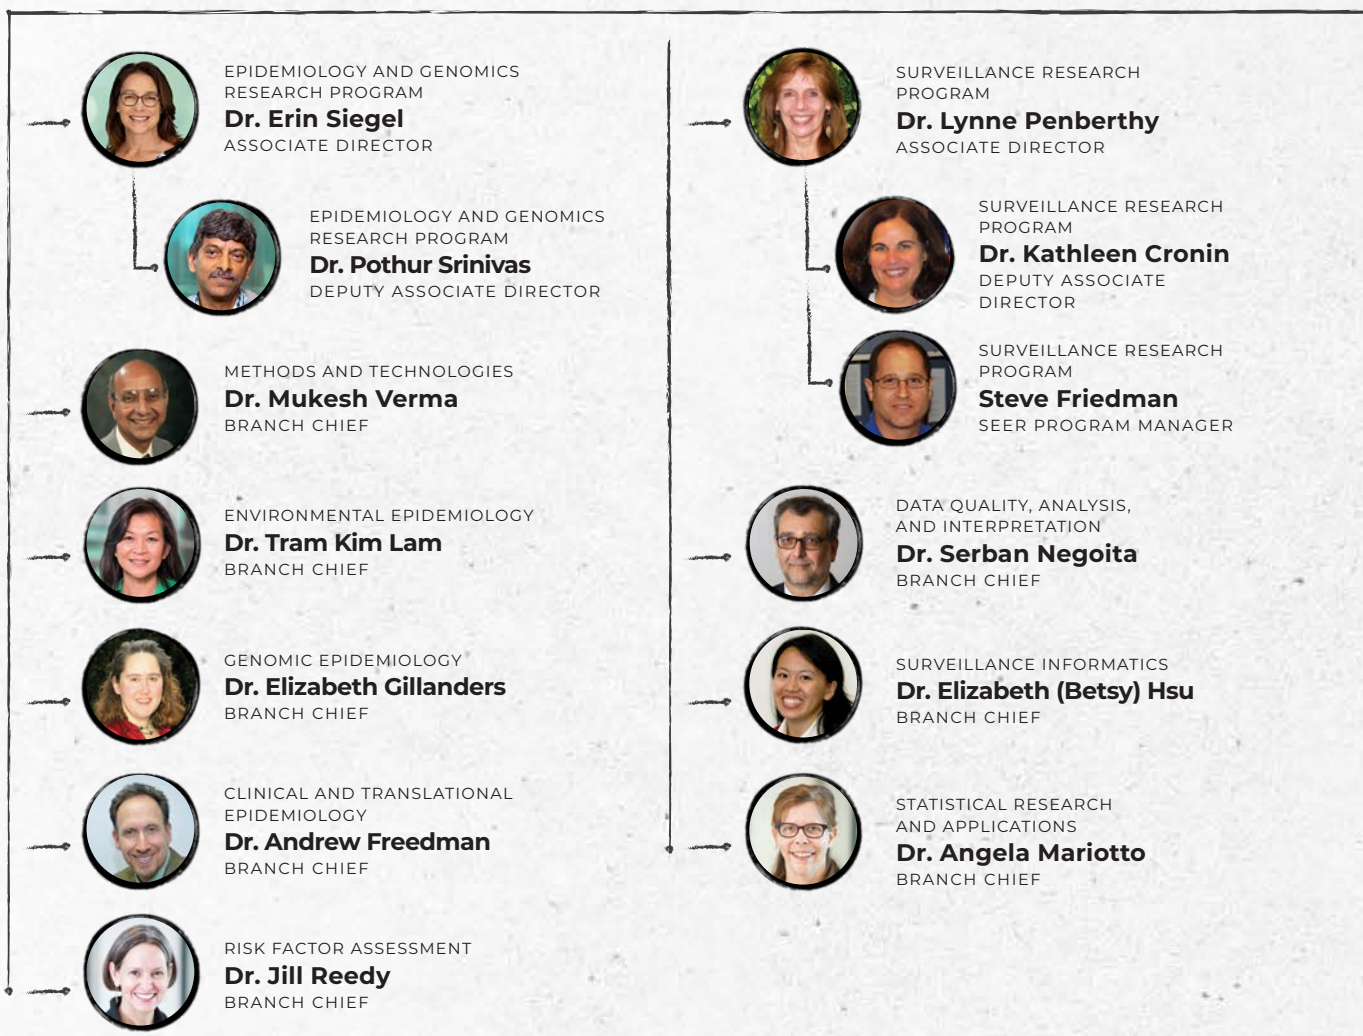 EPIDEMIOLOGY AND GENOMICS
RESEARCH PROGRAM
Dr. Erin Siegel
ASSOCIATE DIRECTOR
EPIDEMIOLOGY AND GENOMICS
RESEARCH PROGRAM
Dr. Pothur Srinivas
DEPUTY ASSOCIATE DIRECTOR
METHODS AND TECHNOLOGIES
Dr. Mukesh Verma
BRANCH CHIEF
ENVIRONMENTAL EPIDEMIOLOGY
Dr. Tram Kim Lam
BRANCH CHIEF
GENOMIC EPIDEMIOLOGY
Dr. Elizabeth Gillanders
BRANCH CHIEF
CLINICAL AND TRANSLATIONAL
EPIDEMIOLOGY
Dr. Andrew Freedman
BRANCH CHIEF
RISK FACTOR ASSESSMENT
Dr. Jill Reedy
BRANCH CHIEF
SURVEILLANCE RESEARCH
PROGRAM
Dr. Lynne Penberthy
ASSOCIATE DIRECTOR
SURVEILLANCE RESEARCH
PROGRAM
Dr. Kathleen Cronin
DEPUTY ASSOCIATE
DIRECTOR
SURVEILLANCE RESEARCH
PROGRAM
Steve Friedman
SEER PROGRAM MANAGER
DATA QUALITY, ANALYSIS,
AND INTERPRETATION
Dr. Serban Negoita
BRANCH CHIEF
SURVEILLANCE INFORMATICS
Dr. Elizabeth (Betsy) Hsu
BRANCH CHIEF
STATISTICAL RESEARCH
AND APPLICATIONS
Dr. Angela Mariotto
BRANCH CHIEF